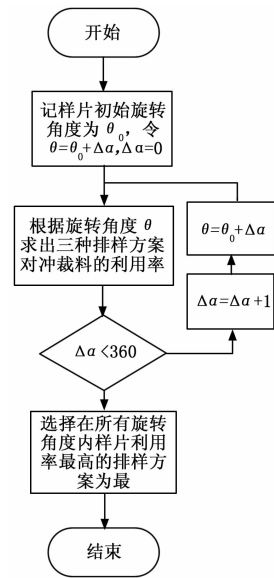 开始
记样片初始旋转
角度为 θ₀，令
θ=θ₀+Δα,Δα=0
根据旋转角度 θ
求出三种排样方案
对冲裁料的利用率
θ=θ₀+Δα
Δα=Δα+1
Δα<360
选择在所有旋转
角度内样片利用
率最高的排样方
案为最
结束